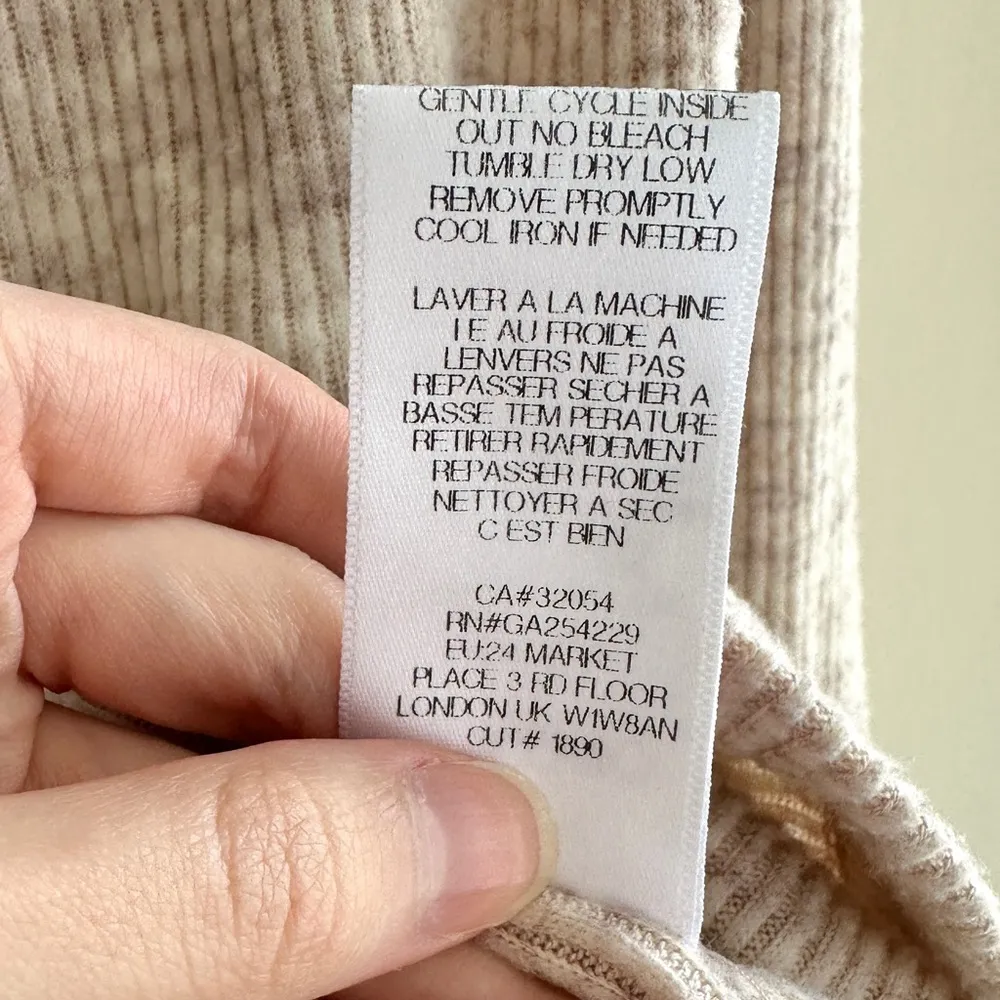 GENTLE CYCLE INSIDE
OUT NO BLEACH
TUMBLE DRY LOW
REMOVE PROMPTLY
COOL IRON IF NEEDED
LAVER A LA MACHINE
IE AU FROIDE A
LENVERS NE PAS
REPASSER SECHER A
BASSE TEM PERATURE
RETIRER RAPIDEMENT
REPASSER FROIDE
NETTOYER A SEC
C EST BIEN
CA#32054
RN#GA254229
EU:24 MARKET
PLACE 3 RD FLOOR
LONDON UK W1W8AN
CUT# 1890